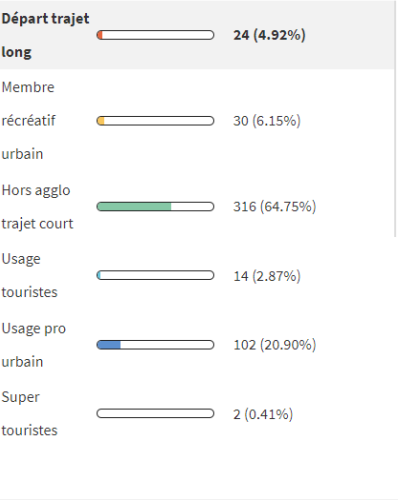 Départ trajet
long
24 (4.92%)
Membre
récréatif
urbain
30 (6.15%)
Hors agglo
trajet court
316 (64.75%)
Usage
touristes
14 (2.87%)
Usage pro
urbain
102 (20.90%)
Super
touristes
2 (0.41%)